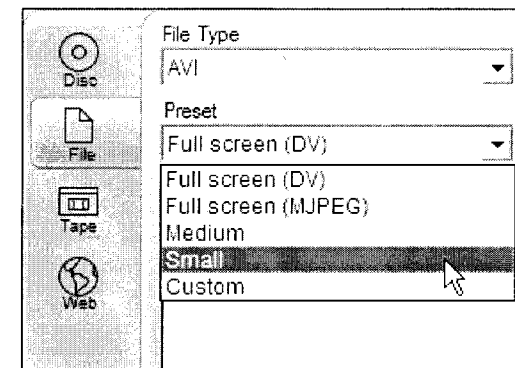 Disc
File
Tape
Web
File Type
AVI
Preset
Full screen (DV)
Full screen (DV)
Full screen (MJPEG)
Medium
Small
Custom